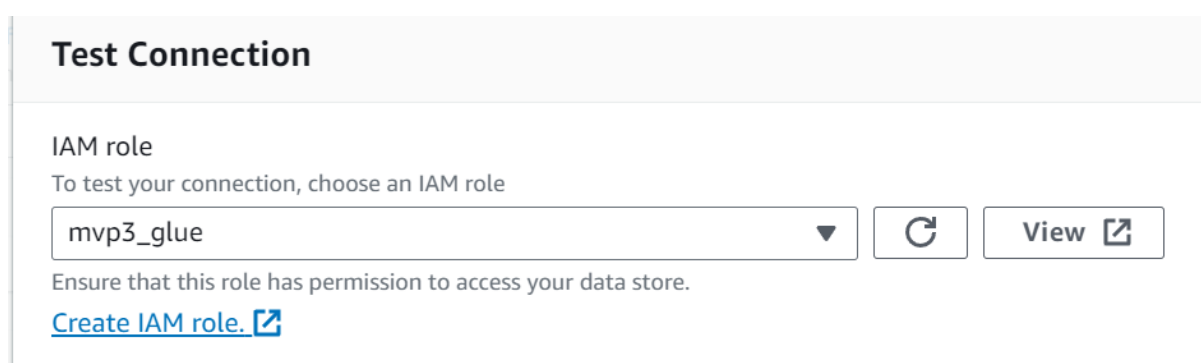 Test Connection
IAM role
To test your connection, choose an IAM role
mvp3_glue
View
Ensure that this role has permission to access your data store.
Create IAM role.